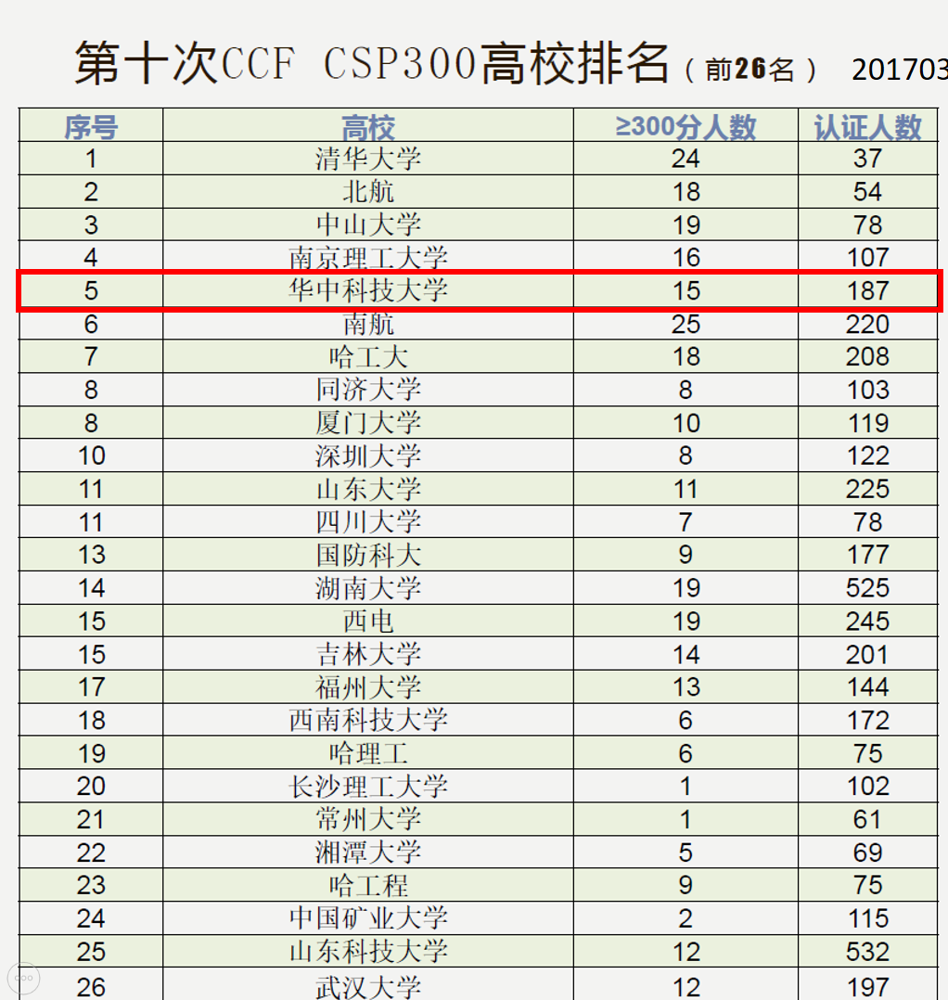 第十次CCF CSP300高校排名（前26名） 201703
序号 高校 ≥300分人数 认证人数
1 清华大学 24 37
2 北航 18 54
3 中山大学 19 78
4 南京理工大学 16 107
5 华中科技大学 15 187
6 南航 25 220
7 哈工大 18 208
8 同济大学 8 103
8 厦门大学 10 119
10 深圳大学 8 122
11 山东大学 11 225
11 四川大学 7 78
13 国防科大 9 177
14 湖南大学 19 525
15 西电 19 245
15 吉林大学 14 201
17 福州大学 13 144
18 西南科技大学 6 172
19 哈理工 6 75
20 长沙理工大学 1 102
21 常州大学 1 61
22 湘潭大学 5 69
23 哈工程 9 75
24 中国矿业大学 2 115
25 山东科技大学 12 532
26 武汉大学 12 197